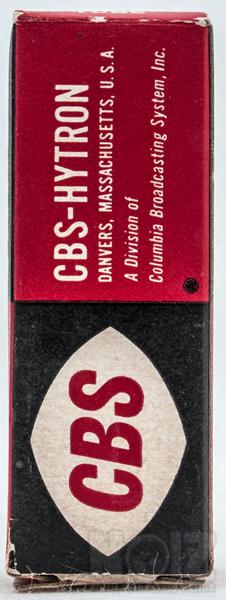 CBS-HYTRON
DANVERS, MASSACHUSETTS, U.S.A.
A Division of
Columbia Broadcasting System, Inc.
CBS